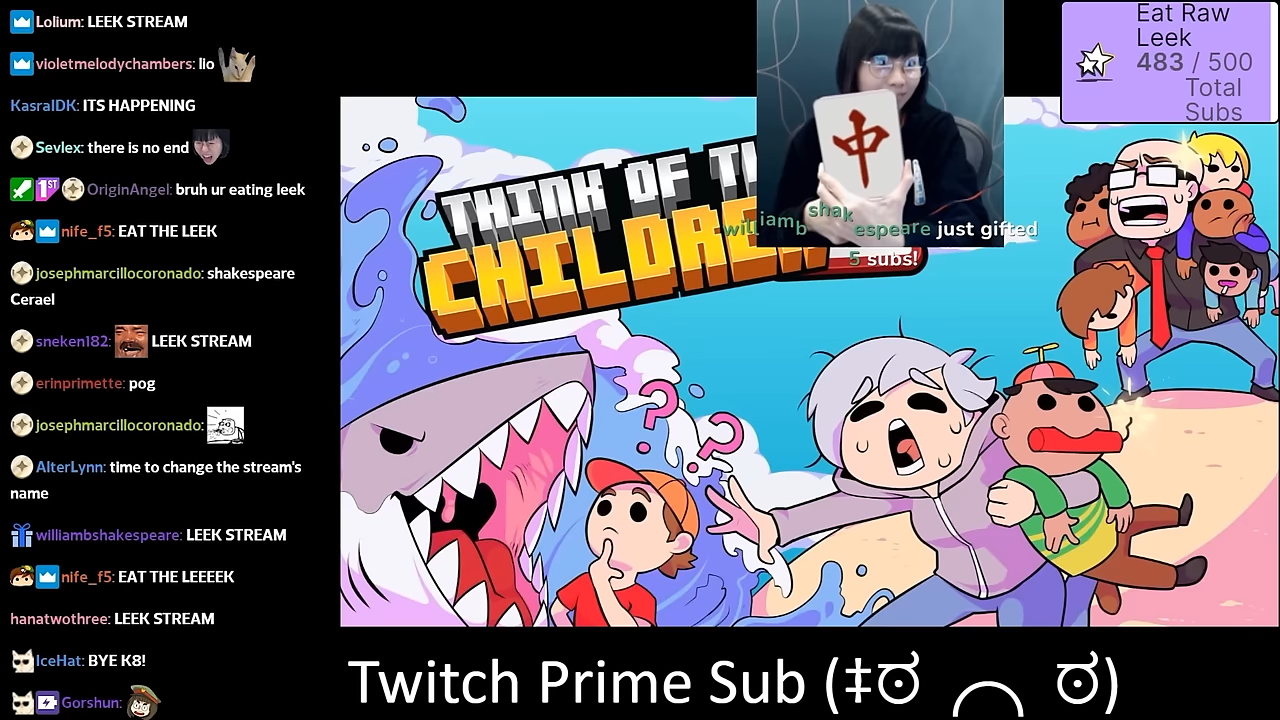 Lolium: LEEK STREAM
violetmelodychambers: lio
KasraIDK: ITS HAPPENING
Sevlex: there is no end
1ST OriginAngel: bruh ur eating leek
nife_f5: EAT THE LEEK
josephmarcillocoronado: shakespeare
Cerael
sneken182: LEEK STREAM
erinprimette: pog
josephmarcillocoronado:
AlterLynn: time to change the stream's
name
williambshakespeare: LEEK STREAM
nife_f5: EAT THE LEEEEK
hanatwothree: LEEK STREAM
IceHat: BYE K8!
Gorshun:
THINK OF
CHILDREN
中
williambshakespeare just gifted
5 subs!
Eat Raw
Leek
483 / 500
Total
Subs
Twitch Prime Sub (‡ಠ ⁔ ಠ)